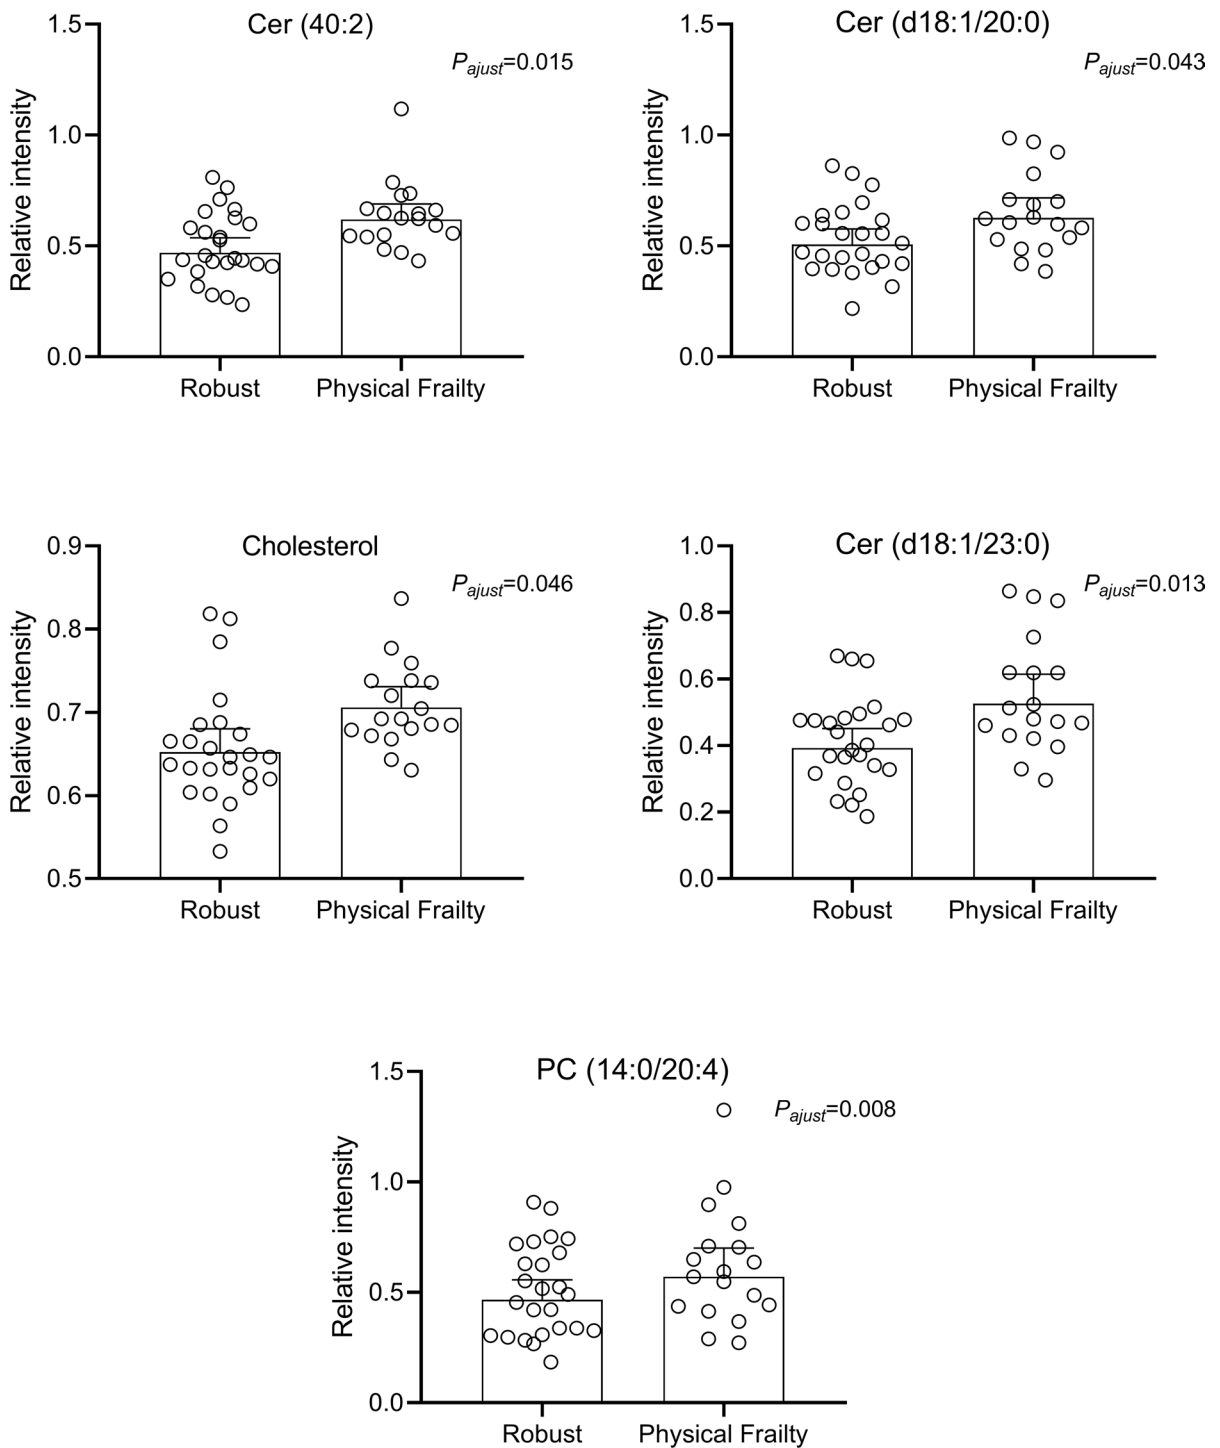 Cer (40:2)
P ajust=0.015
Relative intensity
1.5
1.0
0.5
0.0
Robust
Physical Frailty
Cer (d18:1/20:0)
P ajust=0.043
Relative intensity
1.5
1.0
0.5
0.0
Robust
Physical Frailty
Cholesterol
P ajust=0.046
Relative intensity
0.9
0.8
0.7
0.6
0.5
Robust
Physical Frailty
Cer (d18:1/23:0)
P ajust=0.013
Relative intensity
1.0
0.8
0.6
0.4
0.2
0.0
Robust
Physical Frailty
PC (14:0/20:4)
P ajust=0.008
Relative intensity
1.5
1.0
0.5
0.0
Robust
Physical Frailty